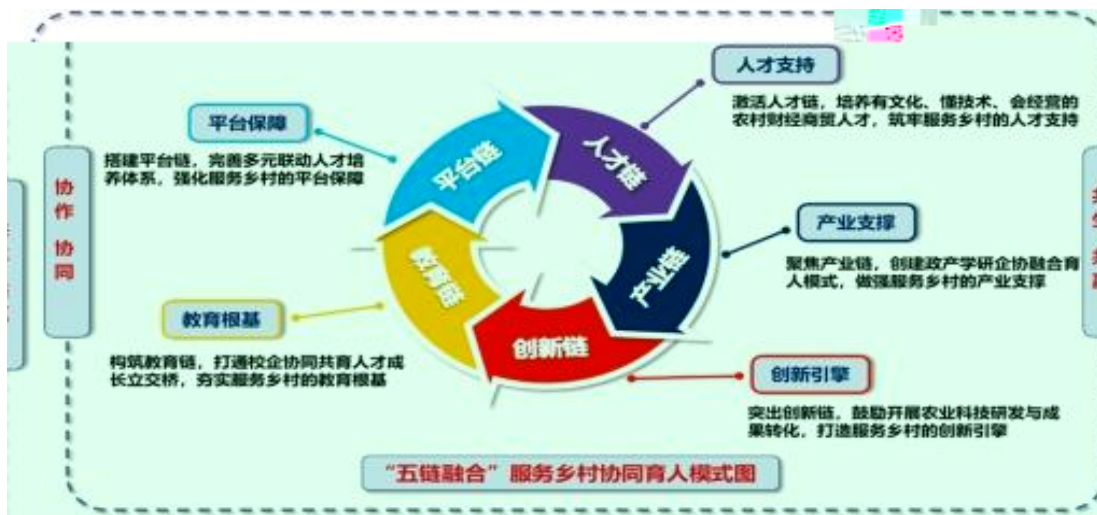 人才支持
激活人才链，培养有文化、懂技术、会经营的
农村财经商贸人才，筑牢服务乡村的人才支持
平台保障
搭建平台链，完善多元联动人才培
养体系，强化服务乡村的平台保障
协作 协同
平台链
人才链
教育链
产业链
创新链
产业支撑
聚焦产业链，创建政产学研企协融合育
人模式，做强服务乡村的产业支撑
教育根基
构筑教育链，打通校企协同共育人才成
长立交桥，夯实服务乡村的教育根基
创新引擎
突出创新链，鼓励开展农业科技研发与成
果转化，打造服务乡村的创新引擎
“五链融合”服务乡村协同育人模式图